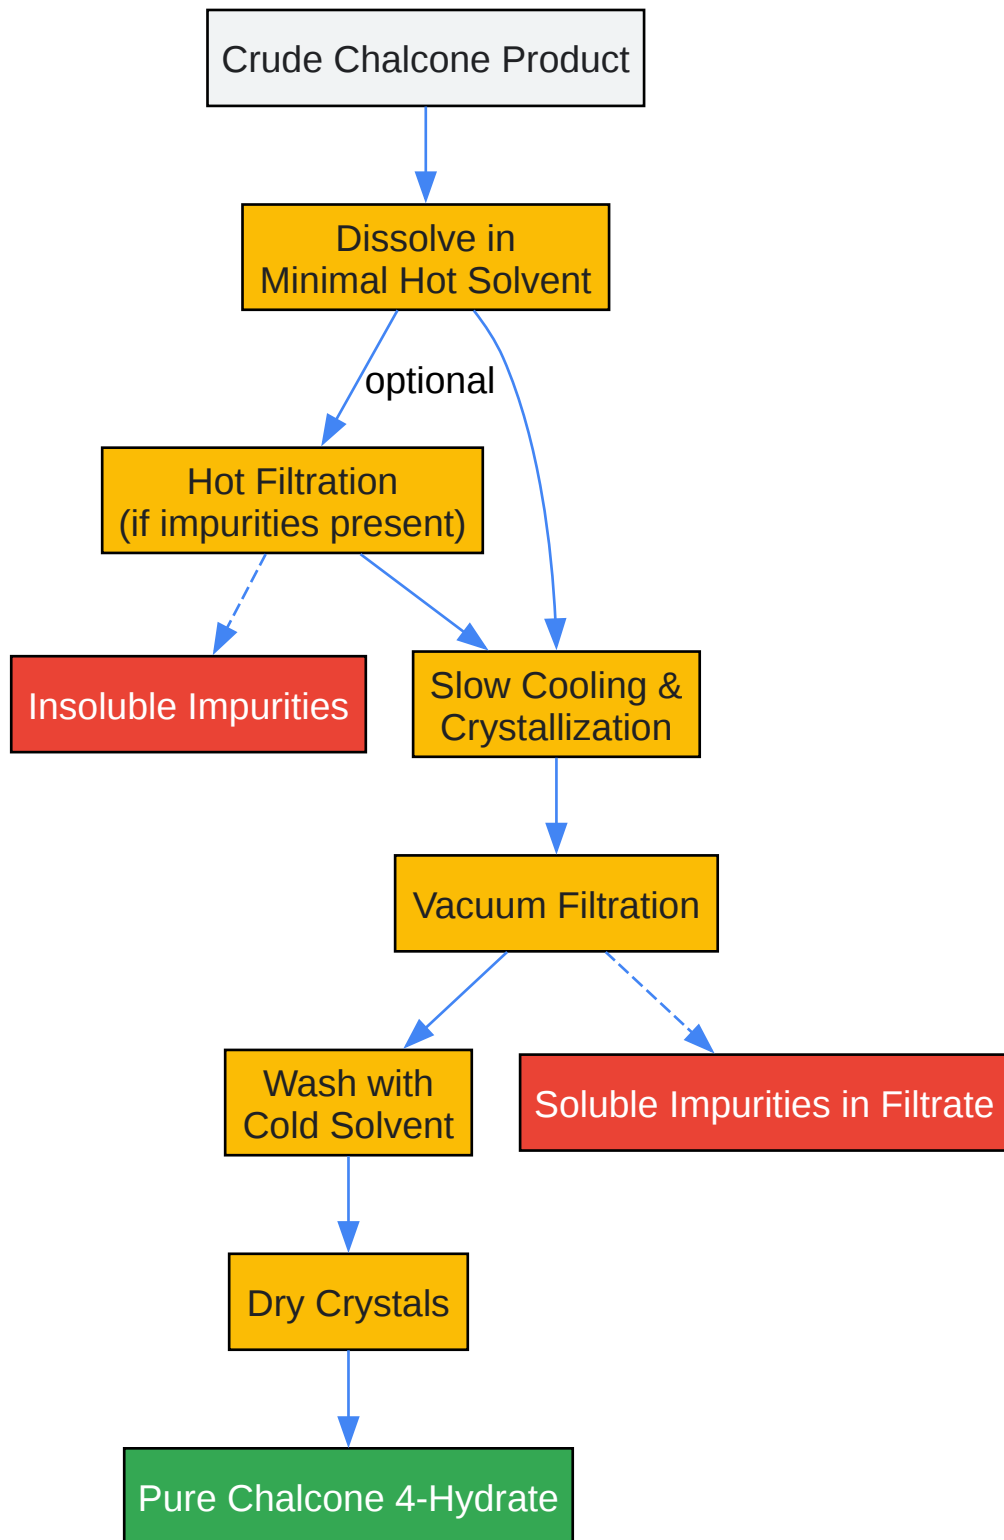 Crude Chalcone Product
Dissolve in
Minimal Hot Solvent
optional
Hot Filtration
(if impurities present)
Insoluble Impurities
Slow Cooling &
Crystallization
Vacuum Filtration
Wash with
Cold Solvent
Soluble Impurities in Filtrate
Dry Crystals
Pure Chalcone 4-Hydrate